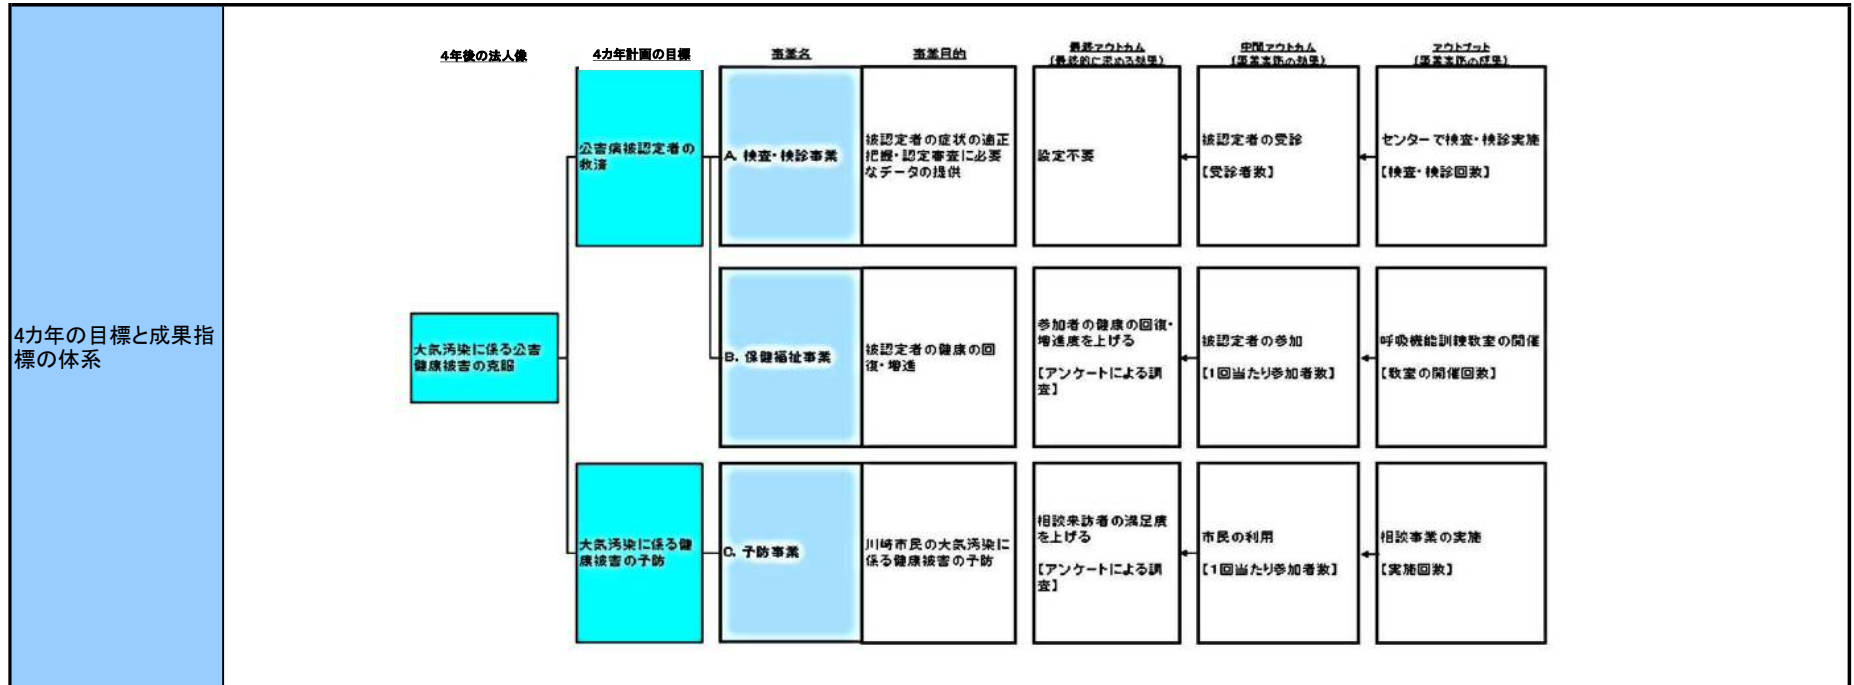 4カ年の目標と成果指
標の体系
4年後の法人像
4カ年計画の目標
事業名
事業目的
最終アウトカム
(最終的に求める効果)
中間アウトカム
(事業実施の効果)
アウトプット
(事業実施の成果)
大気汚染に係る公害
健康被害の克服
公害病被認定者の
救済
A. 検査・検診事業
被認定者の症状の適正
把握・認定審査に必要
なデータの提供
設定不要
被認定者の受診
【受診者数】
センターで検査・検診実施
【検査・検診回数】
B. 保健福祉事業
被認定者の健康の回
復・増進
参加者の健康の回復・
増進度を上げる
【アンケートによる調
査】
被認定者の参加
【1回当たり参加者数】
呼吸機能訓練教室の開催
【教室の開催回数】
大気汚染に係る健
康被害の予防
C. 予防事業
川崎市民の大気汚染に
係る健康被害の予防
相談来訪者の満足度
を上げる
【アンケートによる調
査】
市民の利用
【1回当たり参加者数】
相談事業の実施
【実施回数】